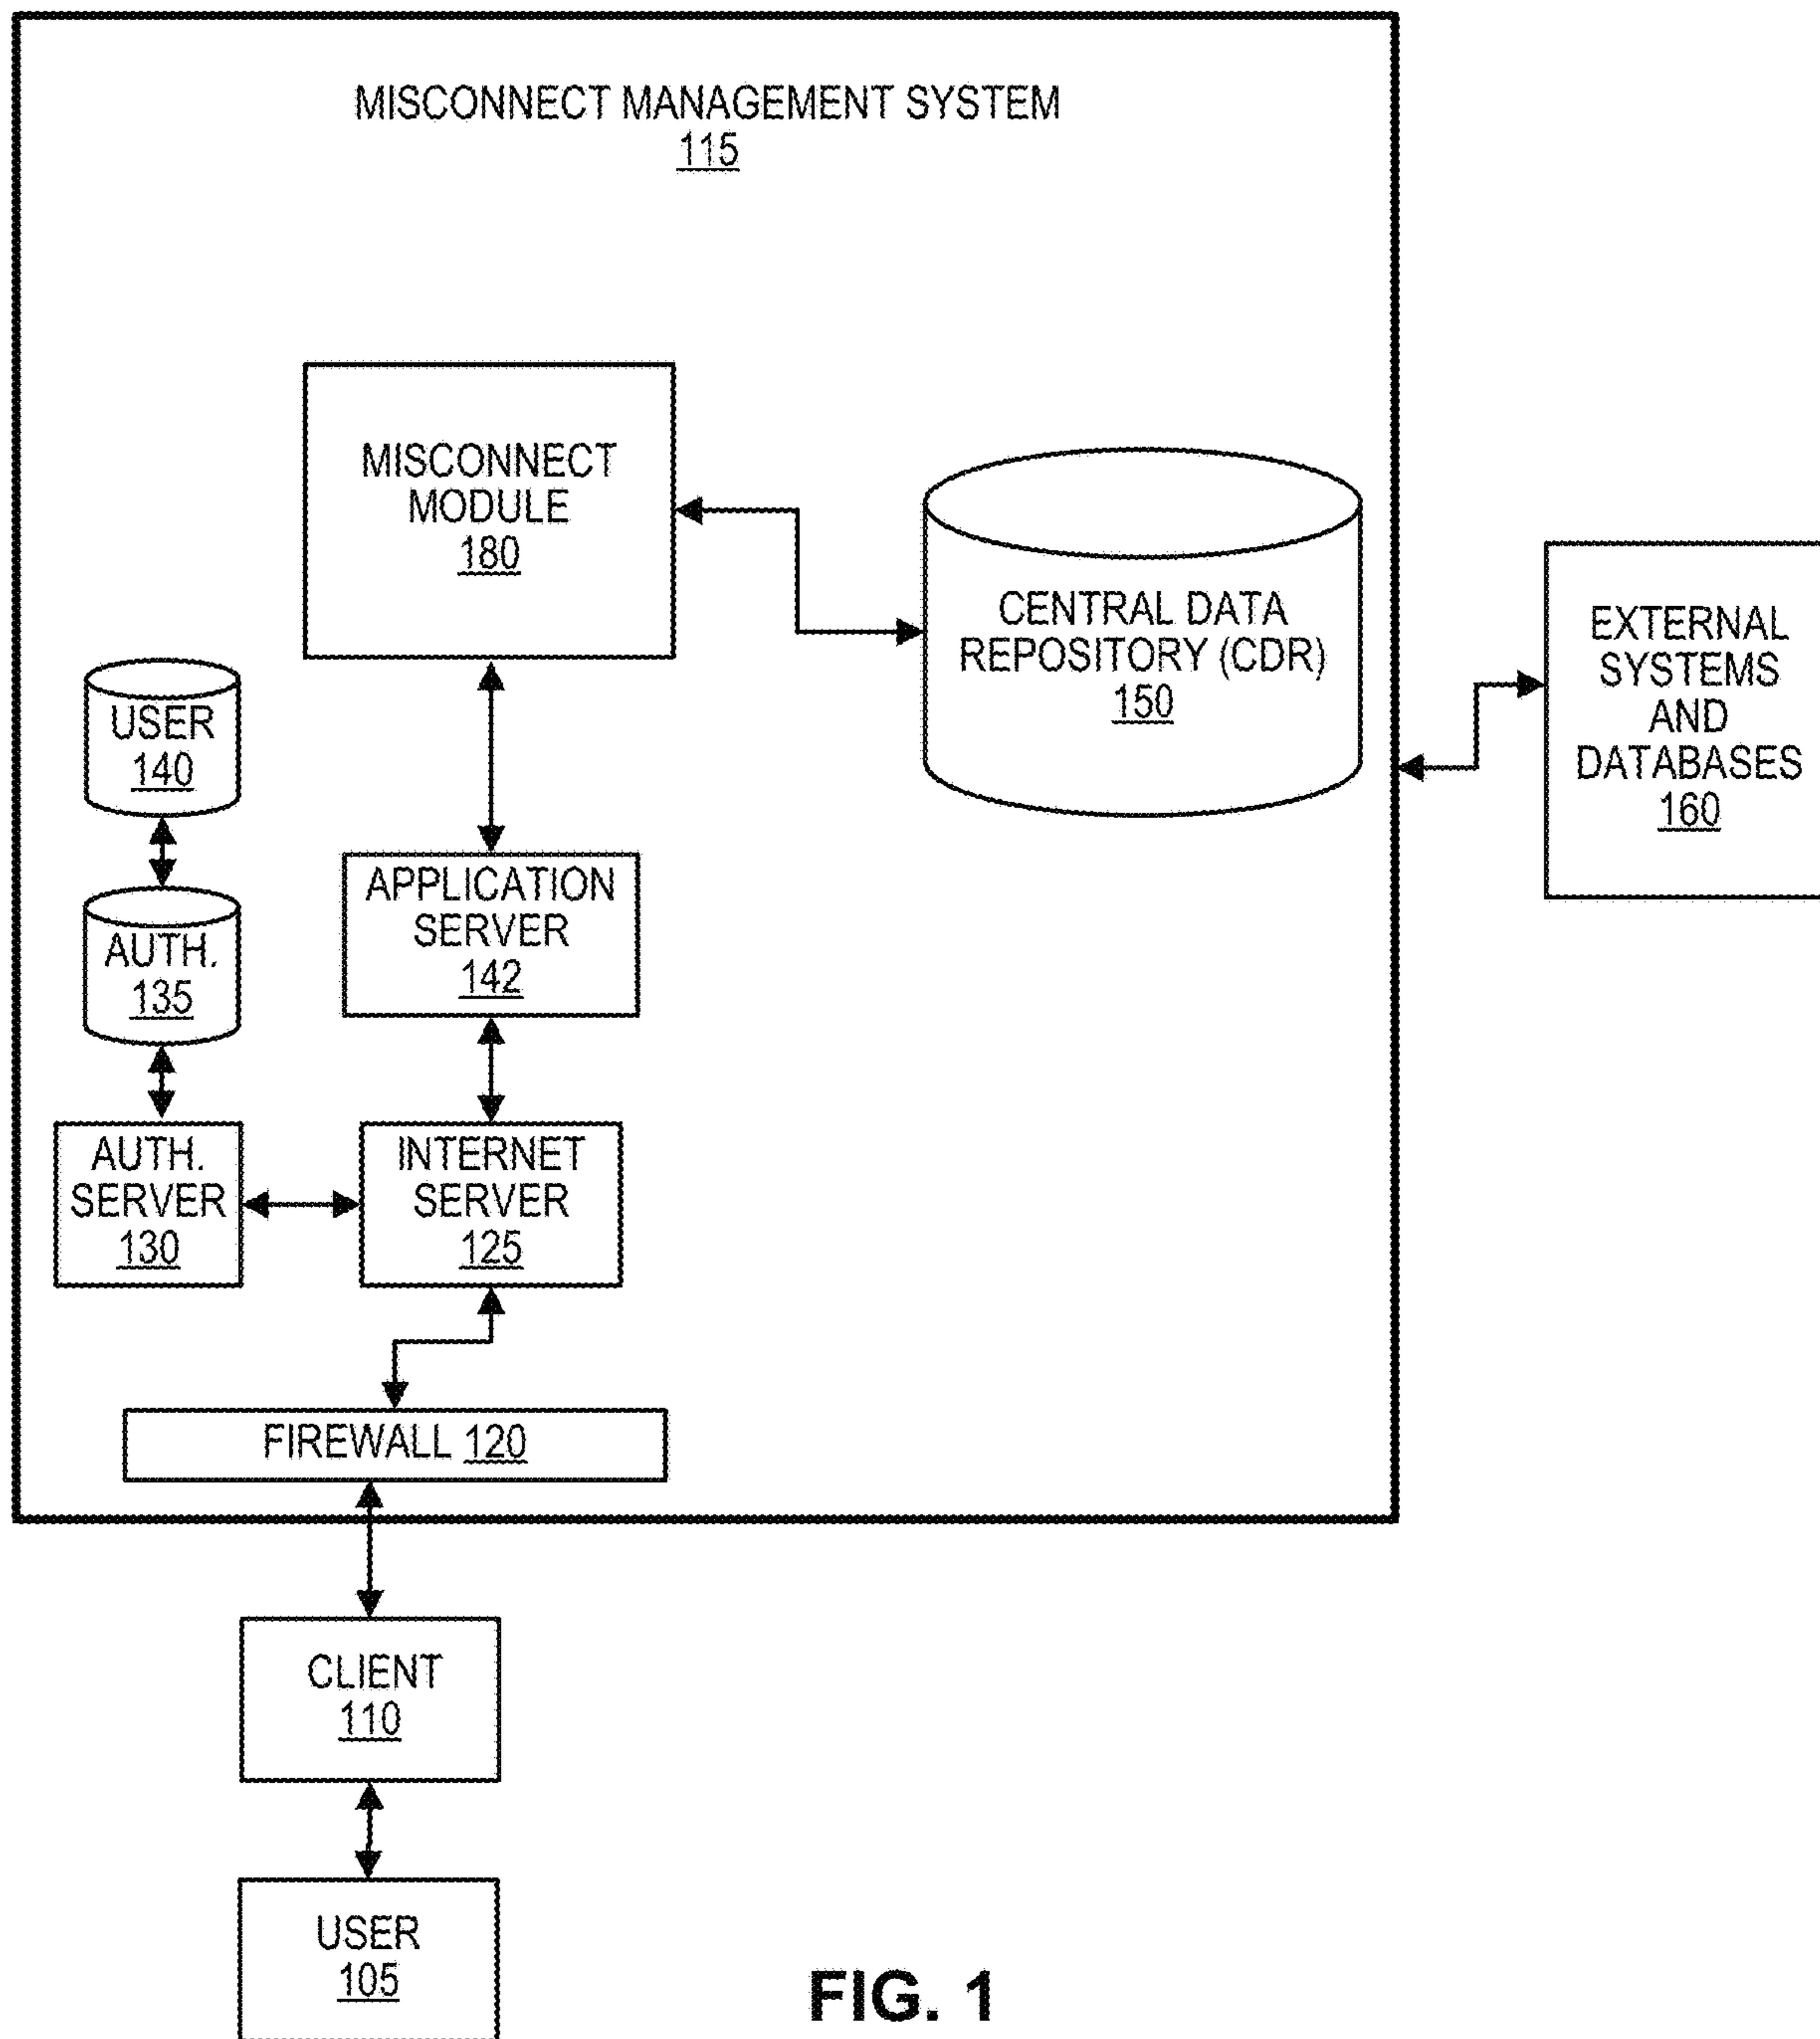 MISCONNECT MANAGEMENT SYSTEM
115
MISCONNECT
MODULE
180
CENTRAL DATA
REPOSITORY (CDR)
150
EXTERNAL
SYSTEMS
AND
DATABASES
160
USER
140
AUTH.
135
APPLICATION
SERVER
142
AUTH.
SERVER
130
INTERNET
SERVER
125
FIREWALL 120
CLIENT
110
USER
105
FIG. 1